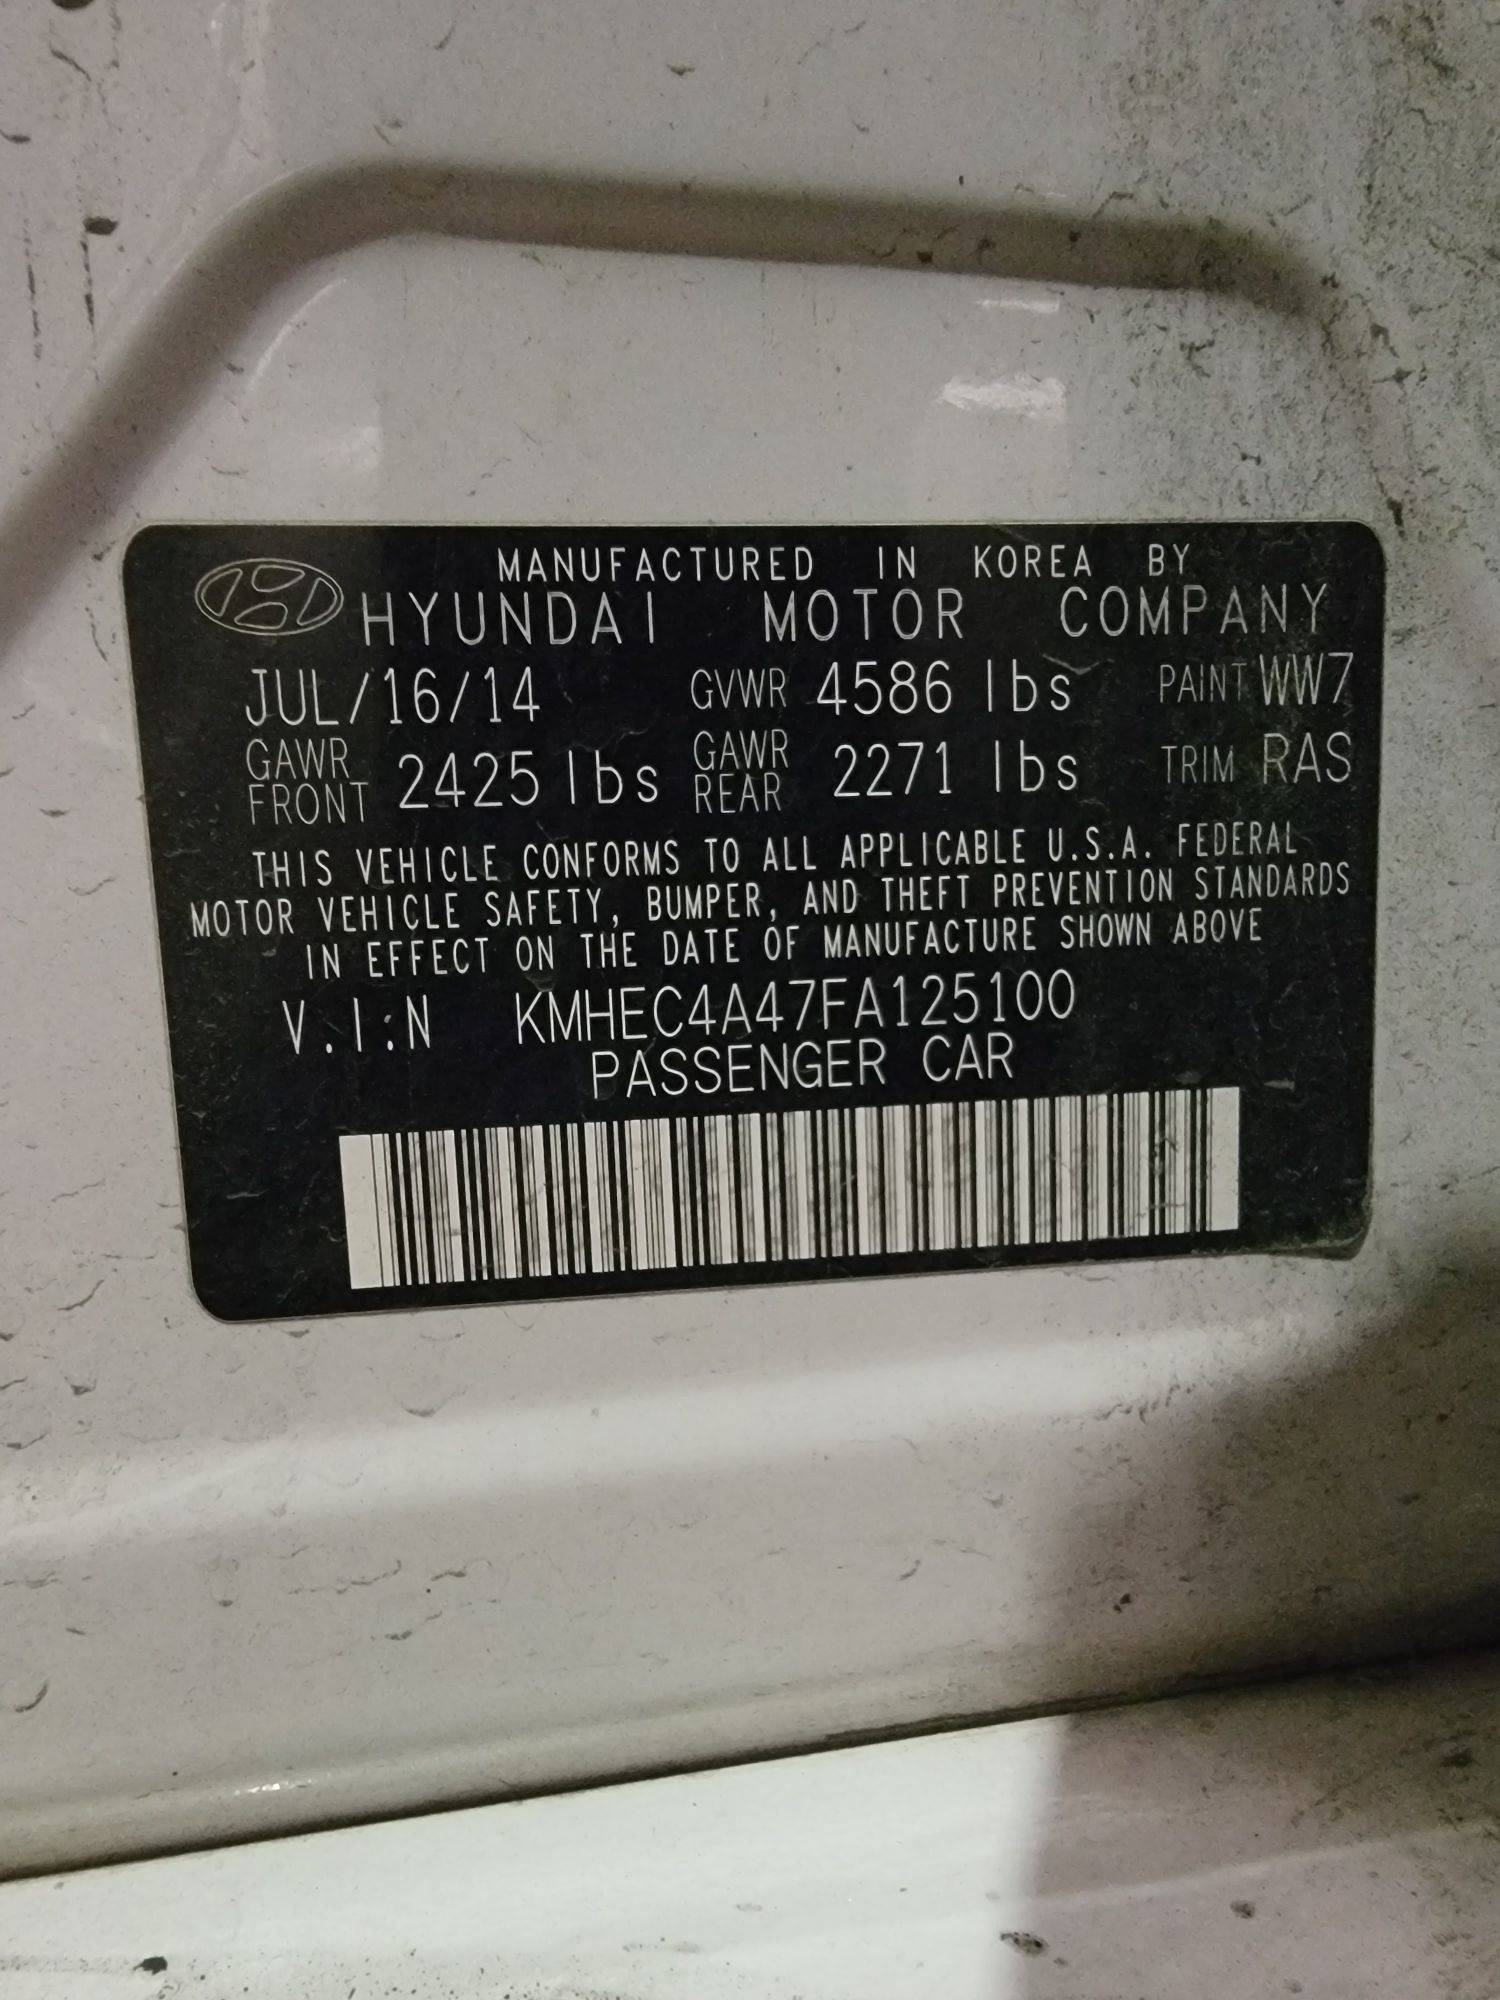 MANUFACTURED IN KOREA BY
HYUNDAI MOTOR COMPANY
JUL/16/14 GVWR 4586 lbs PAINT WW7
GAWR FRONT 2425 lbs GAWR REAR 2271 lbs TRIM RAS
THIS VEHICLE CONFORMS TO ALL APPLICABLE U.S.A. FEDERAL
MOTOR VEHICLE SAFETY, BUMPER, AND THEFT PREVENTION STANDARDS
IN EFFECT ON THE DATE OF MANUFACTURE SHOWN ABOVE
V.I:N KMHEC4A47FA125100
PASSENGER CAR